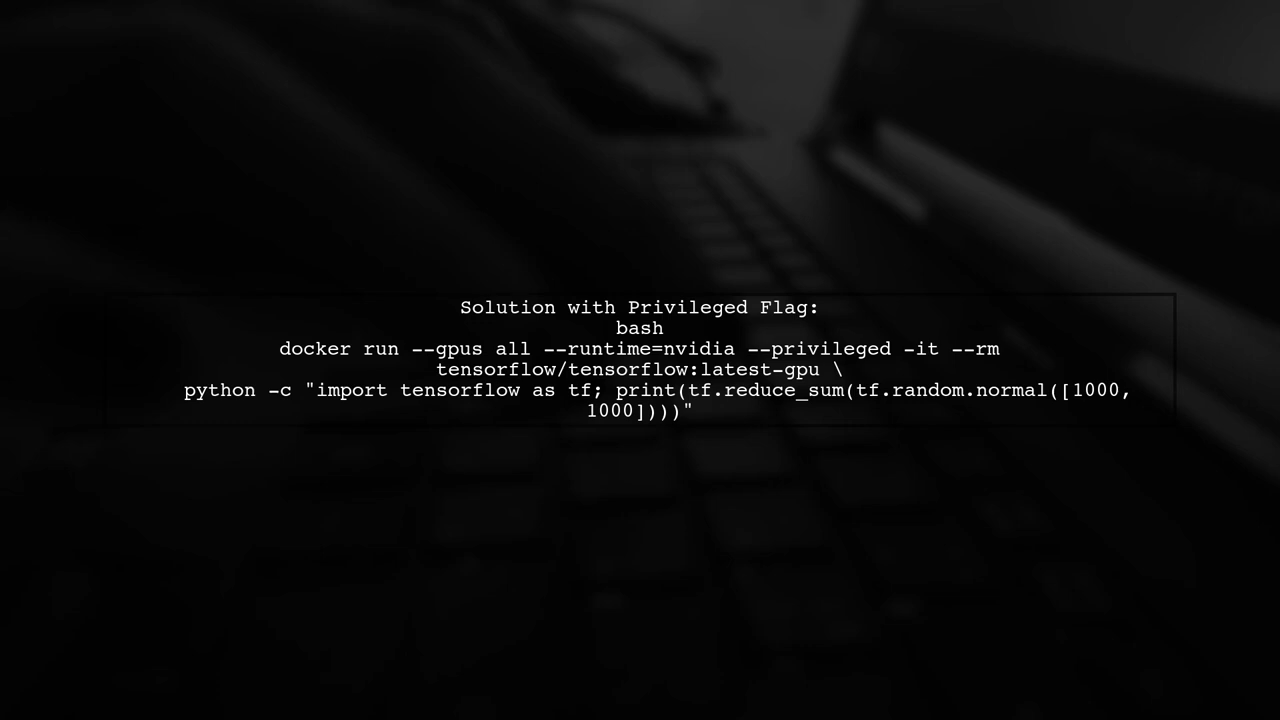 Solution with Privileged Flag:
bash
docker run --gpus all --runtime=nvidia --privileged -it --rm
tensorflow/tensorflow:latest-gpu \
python -c "import tensorflow as tf; print(tf.reduce_sum(tf.random.normal([1000,
1000])))"